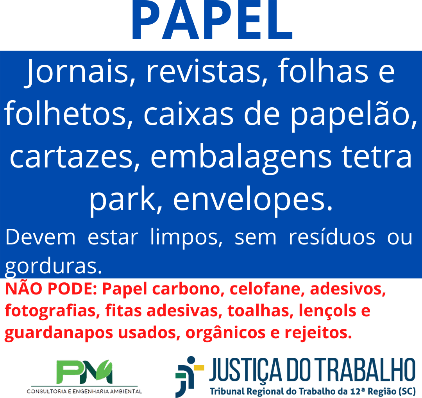 PAPEL
Jornais, revistas, folhas e
folhetos, caixas de papelão,
cartazes, embalagens tetra
park, envelopes.
Devem estar limpos, sem resíduos ou
gorduras.
NÃO PODE: Papel carbono, celofane, adesivos,
fotografias, fitas adesivas, toalhas, lençols e
guardanapos usados, orgânicos e rejeitos.
PM
CONSULTORIA E ENGENHARIA AMBIENTAL
JUSTIÇA DO TRABALHO
Tribunal Regional do Trabalho da 12ª Região (SC)